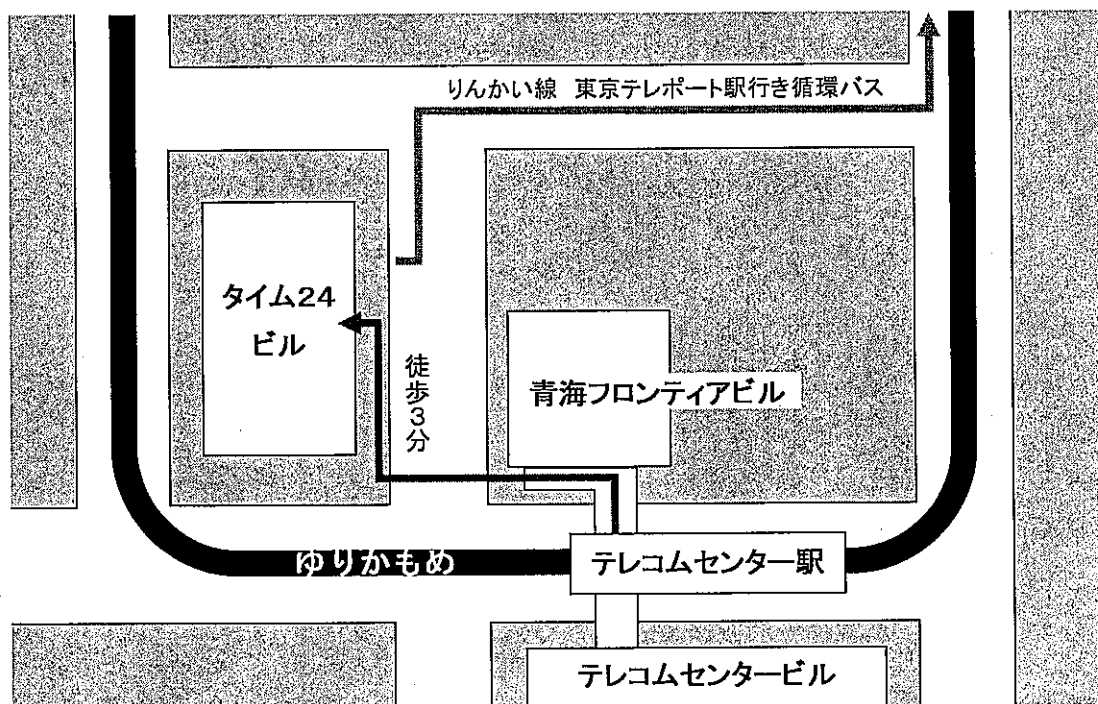 りんかい線 東京テレポート駅行き循環バス
タイム24
ビル
徒歩3分
青海フロンティアビル
ゆりかもめ
テレコムセンター駅
テレコムセンタービル